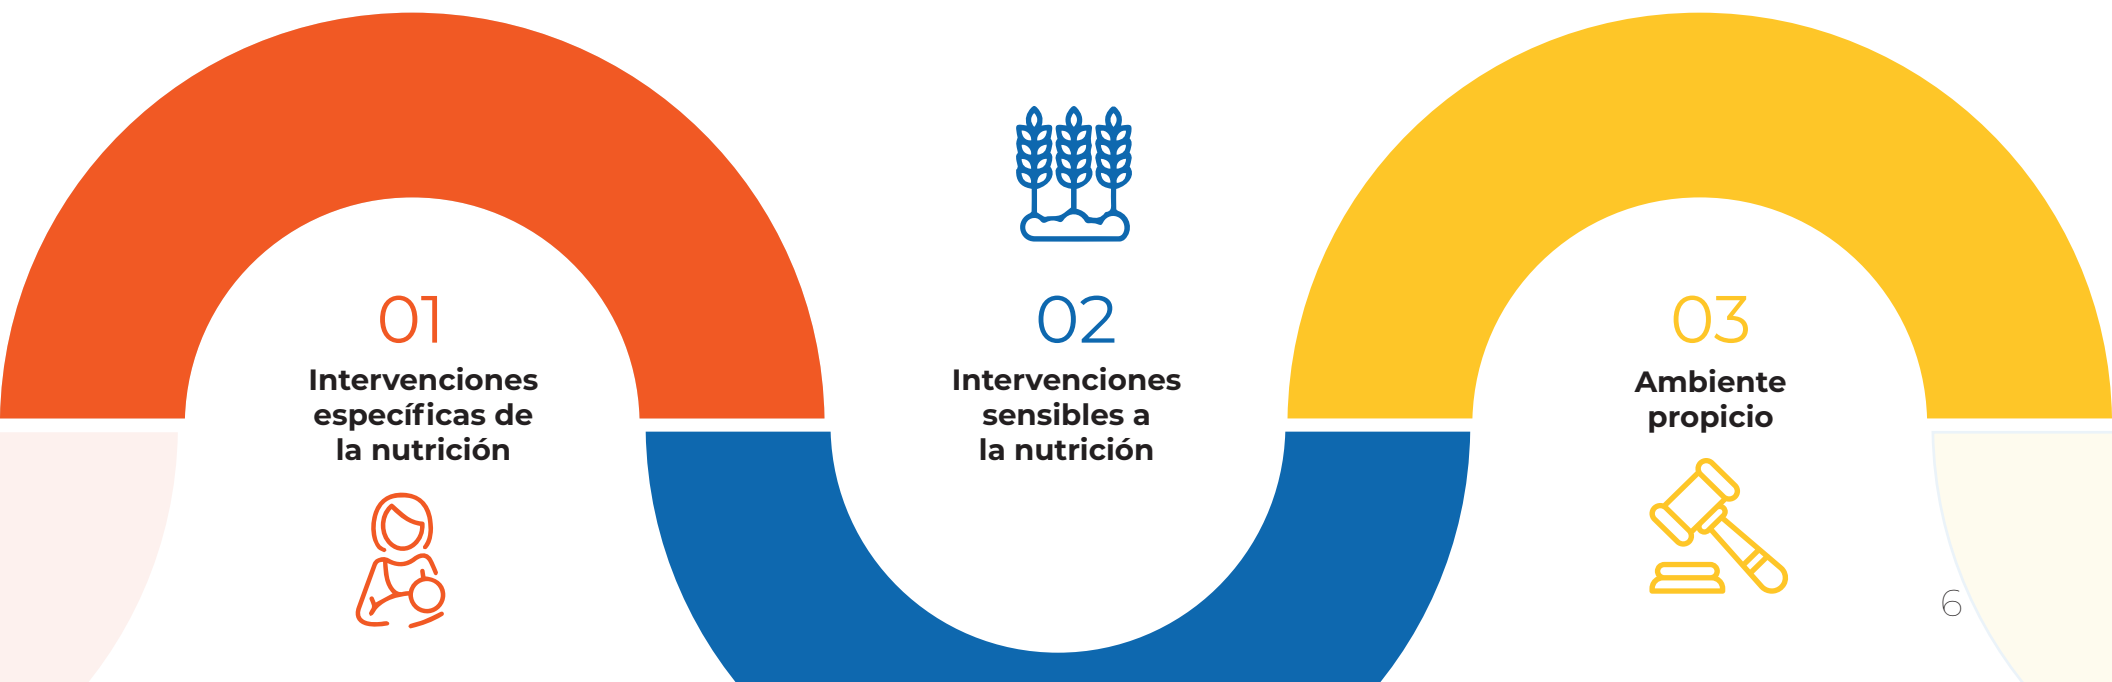 01
Intervenciones
específicas de
la nutrición
02
Intervenciones
sensibles a
la nutrición
03
Ambiente
propicio
6